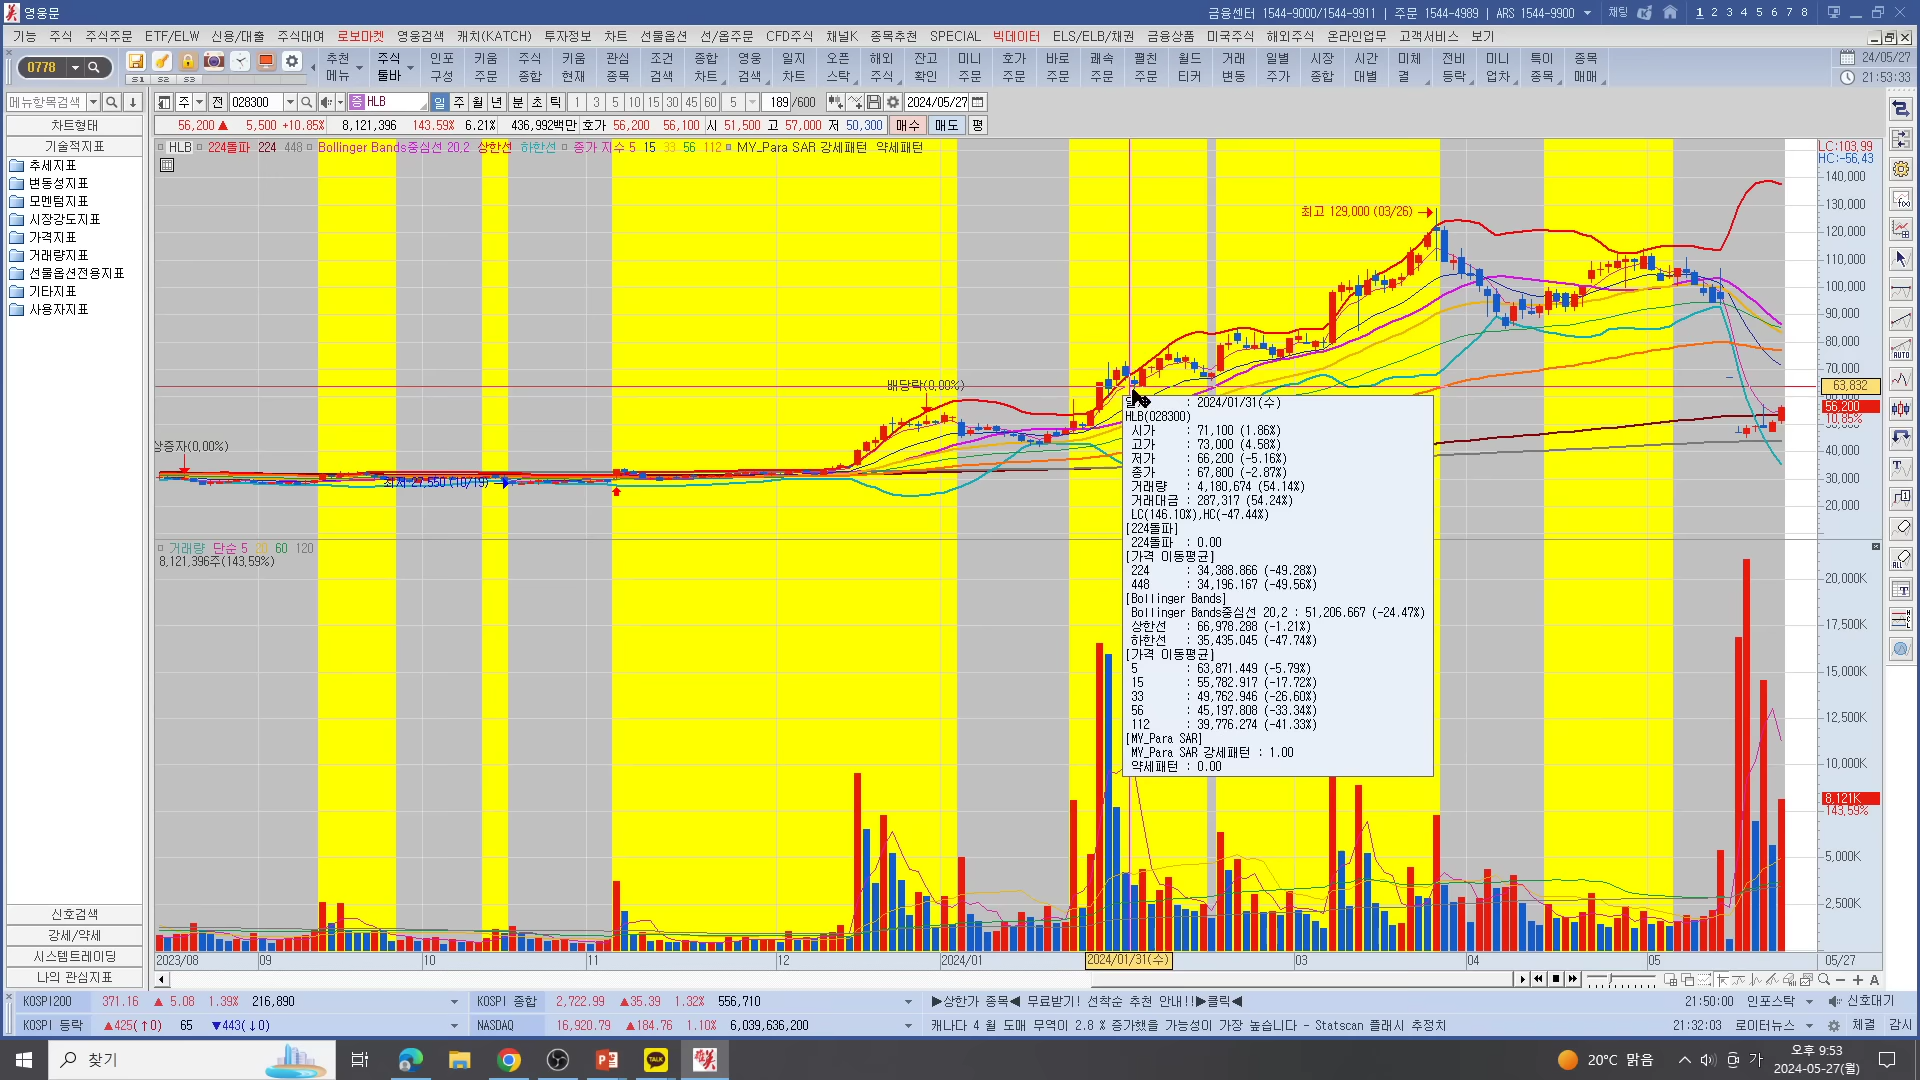 영웅문
금융센터 1544-9000/1544-9911 | 주문 1544-4989 | ARS 1544-9900 채팅 1 2 3 4 5 6 7 8
기능 주식 주식주문 ETF/ELW 신용/대출 주식대여 로보마켓 영웅검색 캐치(KATCH) 투자정보 차트 선물옵션 선/옵주문 CFD주식 채널K 종목추천 SPECIAL 빅데이터 ELS/ELB/채권 금융상품 미국주식 해외주식 온라인업무 고객서비스 보기
0778
S1 S2 S3
추천 주식 인포 키움 주식 키움 관심 조건 종합 영웅 일지 오픈 해외 잔고 미니 호가 바로 쾌속 펼친 월드 거래 일별 시장 시간 미체 전비 미니 특이 종목
메뉴 툴바 구성 주문 종합 현재 종목 검색 차트 검색 차트 스탁 주식 확인 주문 주문 주문 주문 주문 티커 변동 주가 종합 대별 결 등락 업차 종목 매매
24/05/27
21:53:33
메뉴항목검색
주 전 028300 증 HLB 일 주 월 년 분 초 틱 1 3 5 10 15 30 45 60 5 189 /600 2024/05/27
차트형태
기술적지표
추세지표
변동성지표
모멘텀지표
시장강도지표
가격지표
거래량지표
선물옵션전용지표
기타지표
사용자지표
신호검색
강세/약세
시스템트레이딩
나의 관심지표
56,200 ▲ 5,500 +10.85% 8,121,396 143.59% 6.21% 436,992백만 호가 56,200 56,100 시 51,500 고 57,000 저 50,300 매수 매도 평
HLB 224돌파 224 448 Bollinger Bands중심선 20,2 상한선 하한선 종가 지수 5 15 33 56 112 MY_Para SAR 강세패턴 약세패턴
LC:103,99
HC:-56,43
140,000
130,000
120,000
110,000
100,000
90,000
80,000
70,000
63,832
56,200
10.85%
40,000
30,000
20,000
최고 129,000 (03/26)
배당락(0,00%)
상증자(0,00%)
최저 27,550 (10/19)
: 2024/01/31(수)
HLB(028300)
시가 : 71,100 (1.86%)
고가 : 73,000 (4.58%)
저가 : 66,200 (-5.16%)
종가 : 67,800 (-2.87%)
거래량 : 4,180,674 (54.14%)
거래대금 : 287,317 (54.24%)
LC(146.10%),HC(-47.44%)
[224돌파]
224돌파 : 0.00
[가격 이동평균]
224 : 34,388.866 (-49.28%)
448 : 34,196.167 (-49.56%)
[Bollinger Bands]
Bollinger Bands중심선 20,2 : 51,206.667 (-24.47%)
상한선 : 66,978.288 (-1.21%)
하한선 : 35,435.045 (-47.74%)
[가격 이동평균]
5 : 63,871.449 (-5.79%)
15 : 55,782.917 (-17.72%)
33 : 49,762.946 (-26.60%)
56 : 45,197.808 (-33.34%)
112 : 39,776.274 (-41.33%)
[MY_Para SAR]
MY_Para SAR 강세패턴 : 1.00
약세패턴 : 0.00
거래량 단순 5 20 60 120
8,121,396주(143,59%)
20,000K
17,500K
15,000K
12,500K
10,000K
8,121K
143,59%
5,000K
2,500K
2023/08 09 10 11 12 2024/01 2024/01/31(수) 03 04 05 05/27
KOSPI200 371.16 ▲ 5.08 1.39% 216,890 KOSPI 종합 2,722.99 ▲35.39 1.32% 556,710 ▶상한가 종목◀ 무료받기! 선착순 추천 안내!!▶클릭◀ 21:50:00 인포스탁 신호대기
KOSPI 등락 ▲425(↑0) 65 ▼443(↓0) NASDAQ 16,920.79 ▲184.76 1.10% 6,039,636,200 캐나다 4 월 도매 무역이 2.8 % 증가했을 가능성이 가장 높습니다 - Statscan 플래시 추정치 21:32:03 로이터뉴스 체결 감시
찾기
20°C 맑음
가
오후 9:53
2024-05-27(월)